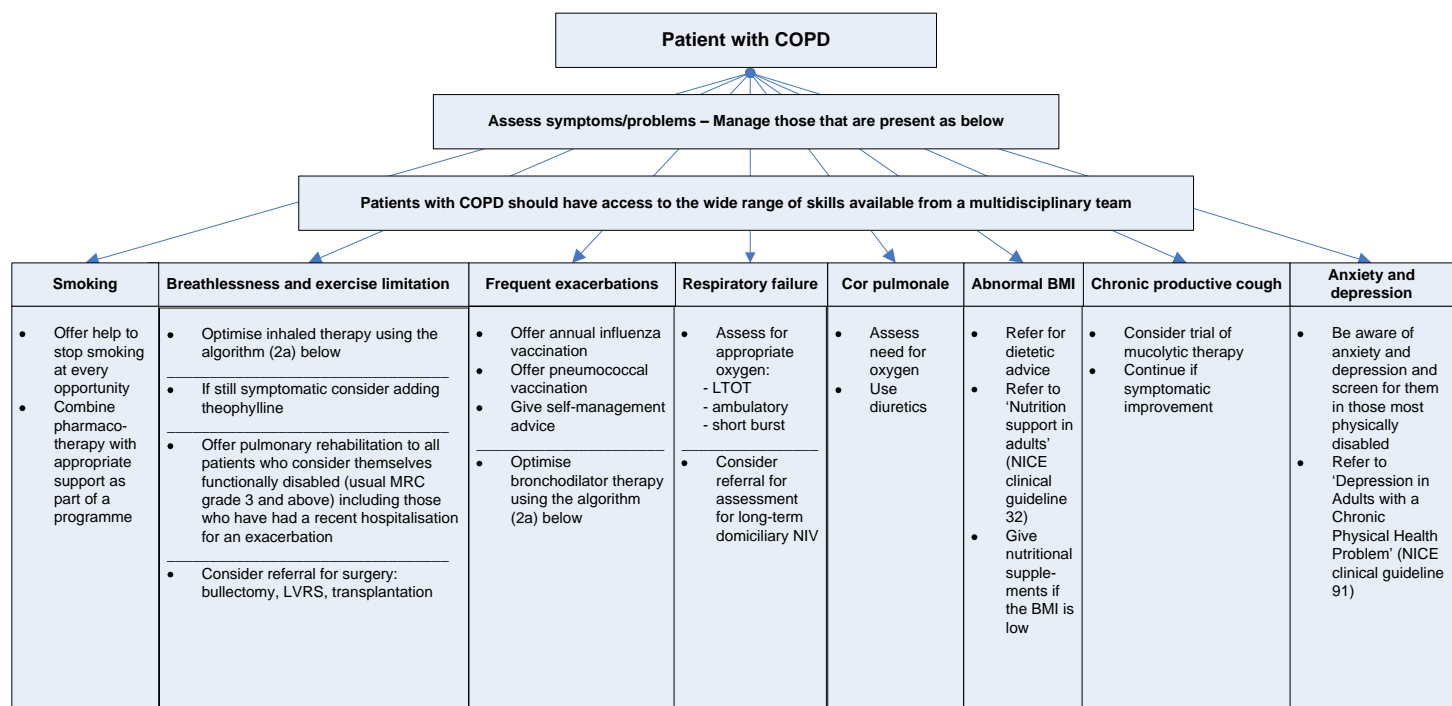 Patient with COPD
Assess symptoms/problems – Manage those that are present as below
Patients with COPD should have access to the wide range of skills available from a multidisciplinary team
Smoking
• Offer help to
stop smoking
at every
opportunity
• Combine
pharmaco-
therapy with
appropriate
support as
part of a
programme
Breathlessness and exercise limitation
• Optimise inhaled therapy using the
algorithm (2a) below
• If still symptomatic consider adding
theophylline
• Offer pulmonary rehabilitation to all
patients who consider themselves
functionally disabled (usual MRC
grade 3 and above) including those
who have had a recent hospitalisation
for an exacerbation
• Consider referral for surgery:
bullectomy, LVRS, transplantation
Frequent exacerbations
• Offer annual influenza
vaccination
• Offer pneumococcal
vaccination
• Give self-management
advice
• Optimise
bronchodilator therapy
using the algorithm
(2a) below
Respiratory failure
• Assess for
appropriate
oxygen:
- LTOT
- ambulatory
- short burst
• Consider
referral for
assessment
for long-term
domiciliary NIV
Cor pulmonale
• Assess
need for
oxygen
• Use
diuretics
Abnormal BMI
• Refer for
dietetic
advice
• Refer to
‘Nutrition
support in
adults’
(NICE
clinical
guideline
32)
• Give
nutritional
supple-
ments if
the BMI is
low
Chronic productive cough
• Consider trial of
mucolytic therapy
• Continue if
symptomatic
improvement
Anxiety and
depression
• Be aware of
anxiety and
depression and
screen for them
in those most
physically
disabled
• Refer to
‘Depression in
Adults with a
Chronic
Physical Health
Problem’ (NICE
clinical guideline
91)